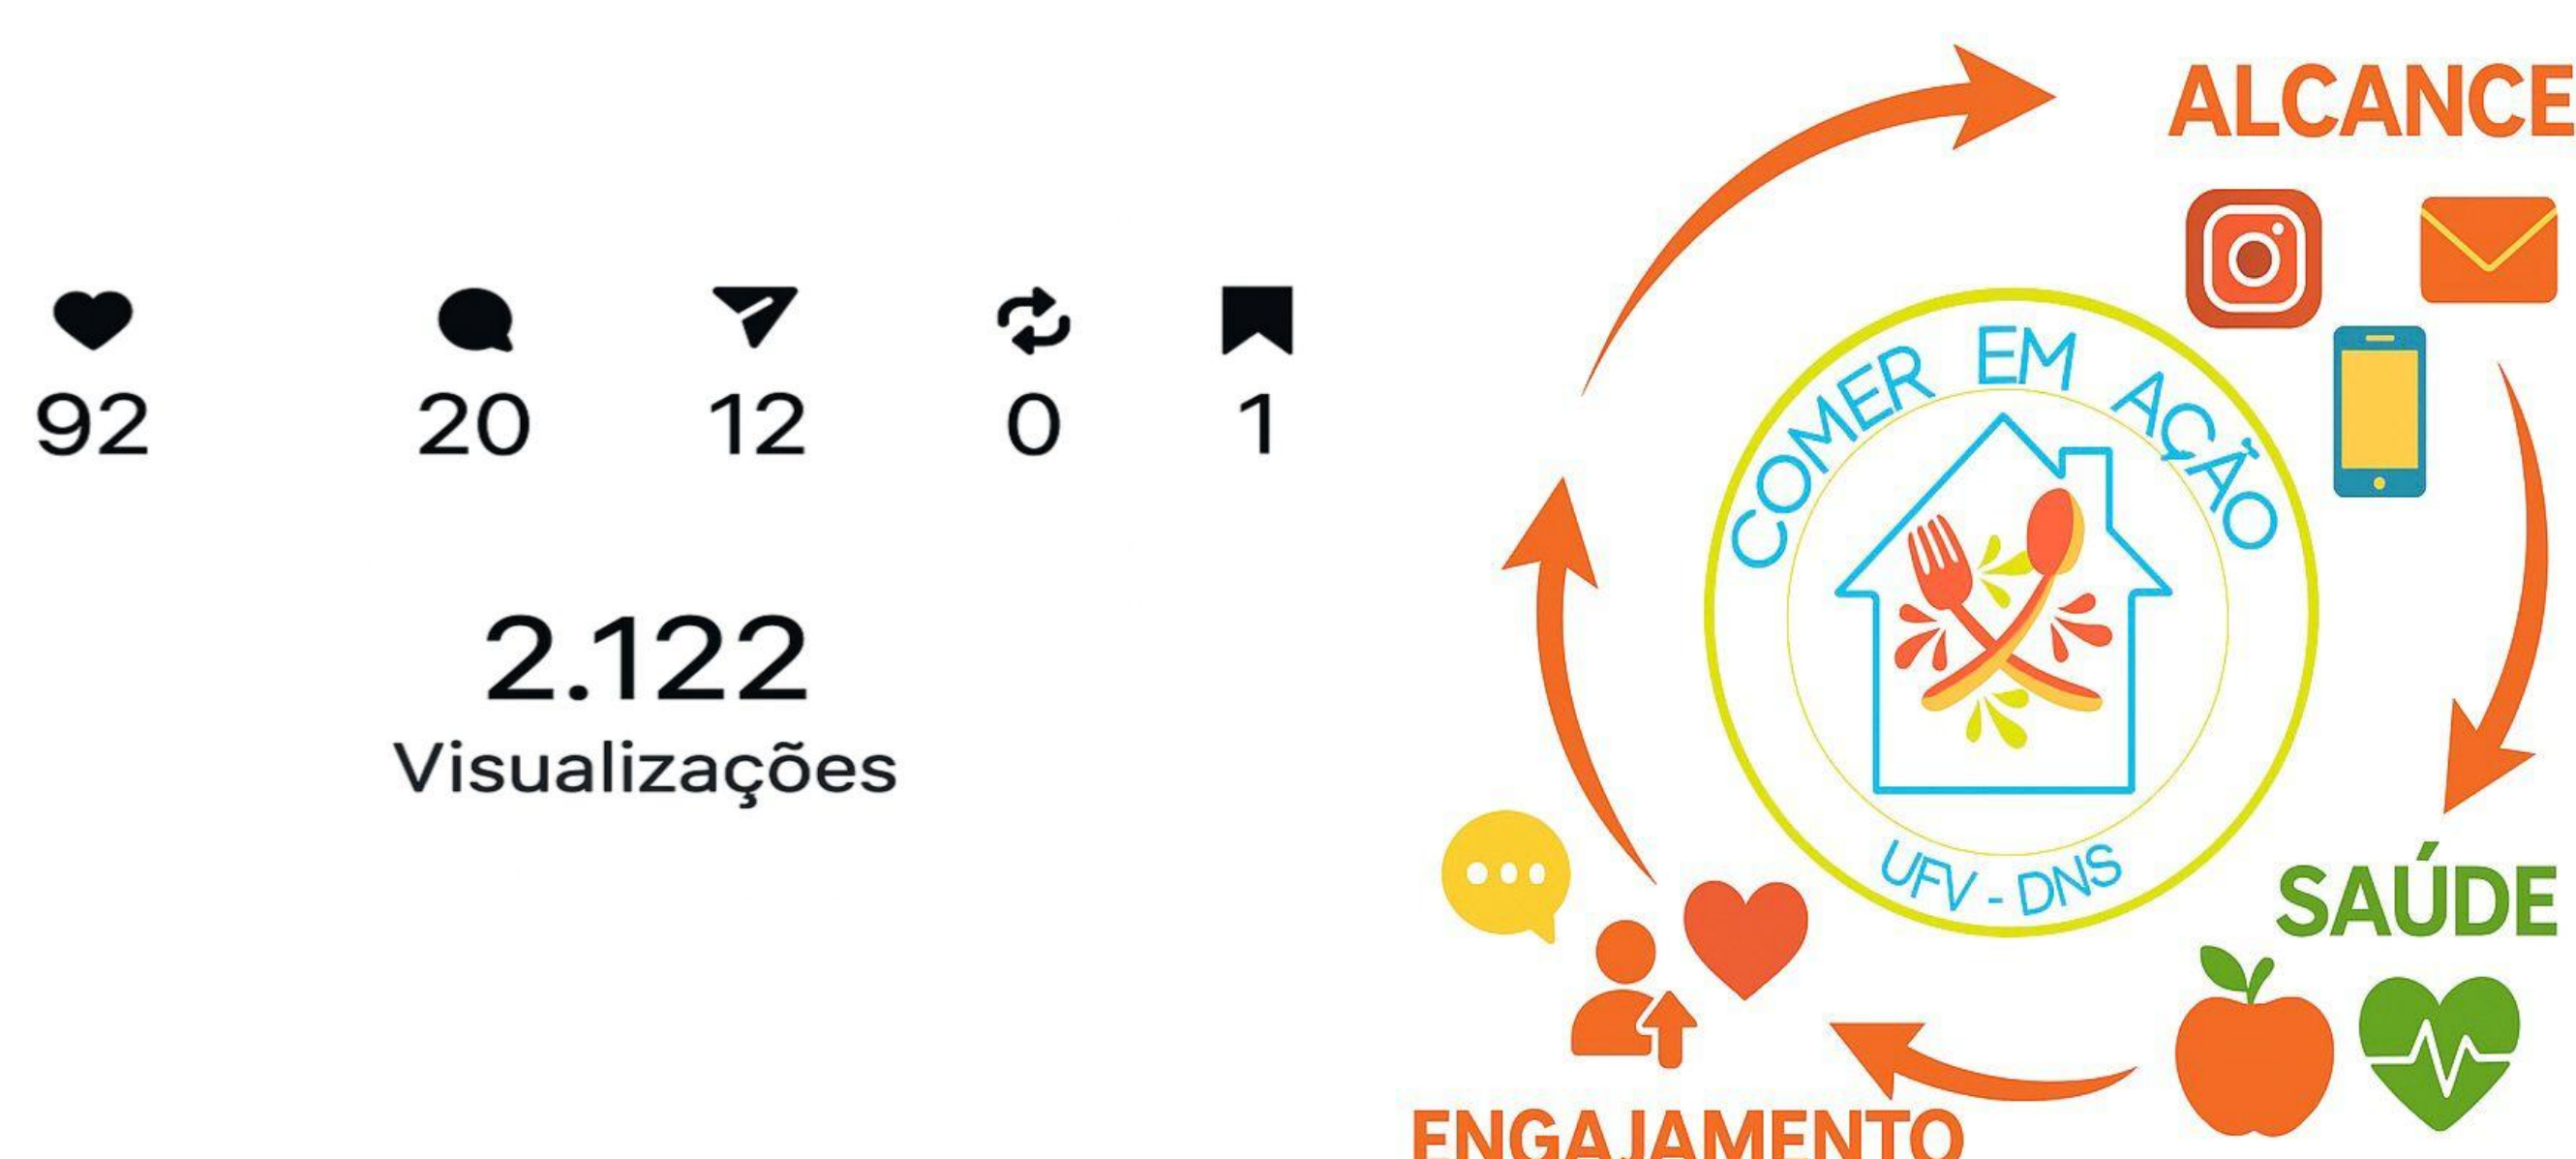 92 20 12 0 1
2.122
Visualizações
ALCANCE
COMER EM AÇÃO
UFV - DNS
SAÚDE
ENGAJAMENTO